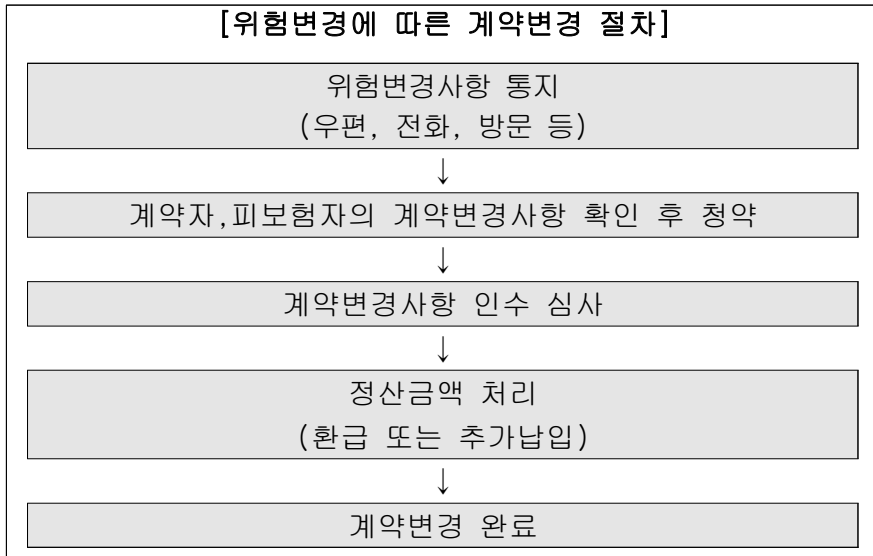 [위험변경에 따른 계약변경 절차]
위험변경사항 통지
(우편, 전화, 방문 등)
↓
계약자,피보험자의 계약변경사항 확인 후 청약
↓
계약변경사항 인수 심사
↓
정산금액 처리
(환급 또는 추가납입)
↓
계약변경 완료